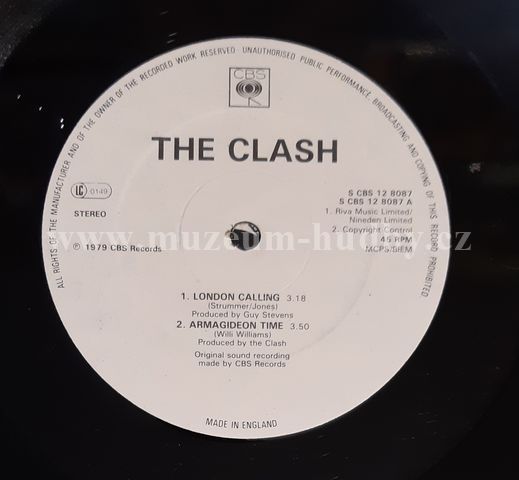 ALL RIGHTS OF THE MANUFACTURER AND OF THE OWNER OF THE RECORDED WORK RESERVED · UNAUTHORISED PUBLIC PERFORMANCE, BROADCASTING AND COPYING OF THIS RECORD PROHIBITED
CBS
THE CLASH
LC 0149
STEREO
℗ 1979 CBS Records
S CBS 12 8087
S CBS 12 8087 A
1. Riva Music Limited/
Nineden Limited
2. Copyright Control
45 RPM
MCPS/BIEM
www.muzeum-hudby.cz
1. LONDON CALLING 3.18
(Strummer/Jones)
Produced by Guy Stevens
2. ARMAGIDEON TIME 3.50
(Willi Williams)
Produced by the Clash
Original sound recording
made by CBS Records
MADE IN ENGLAND